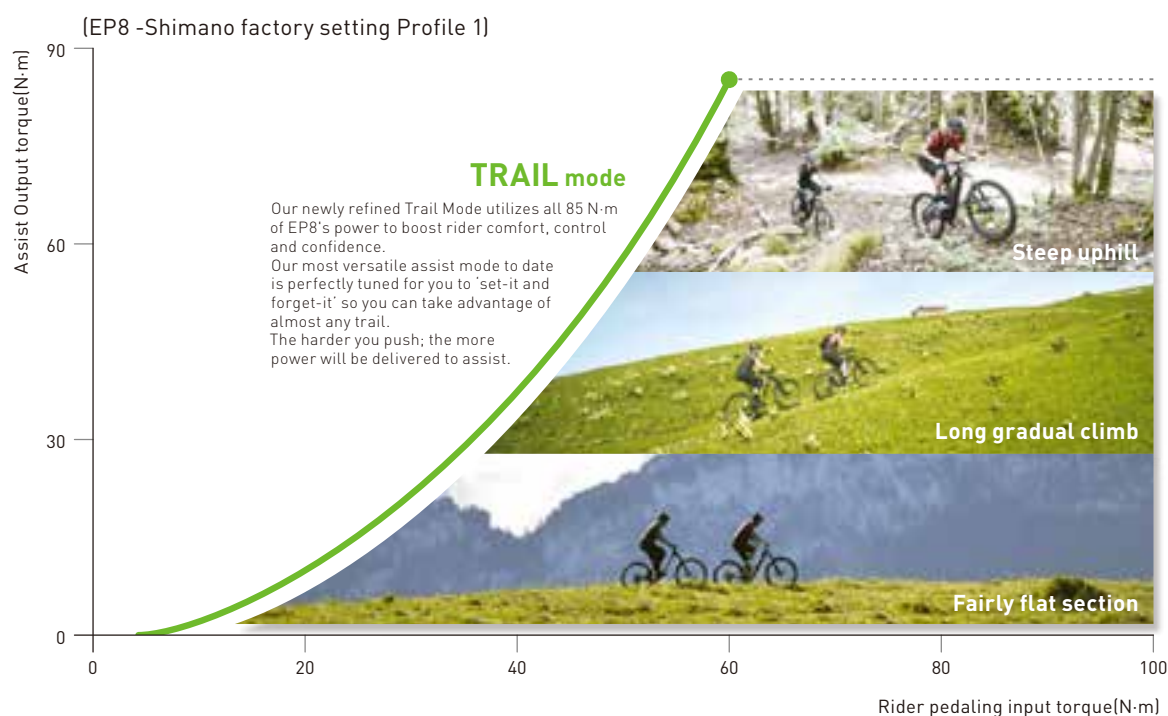 (EP8 -Shimano factory setting Profile 1)
Assist Output torque(N·m)
90
60
30
0
TRAIL mode
Our newly refined Trail Mode utilizes all 85 N·m
of EP8's power to boost rider comfort, control
and confidence.
Our most versatile assist mode to date
is perfectly tuned for you to 'set-it and
forget-it' so you can take advantage of
almost any trail.
The harder you push; the more
power will be delivered to assist.
Steep uphill
Long gradual climb
Fairly flat section
0
20
40
60
80
100
Rider pedaling input torque(N·m)